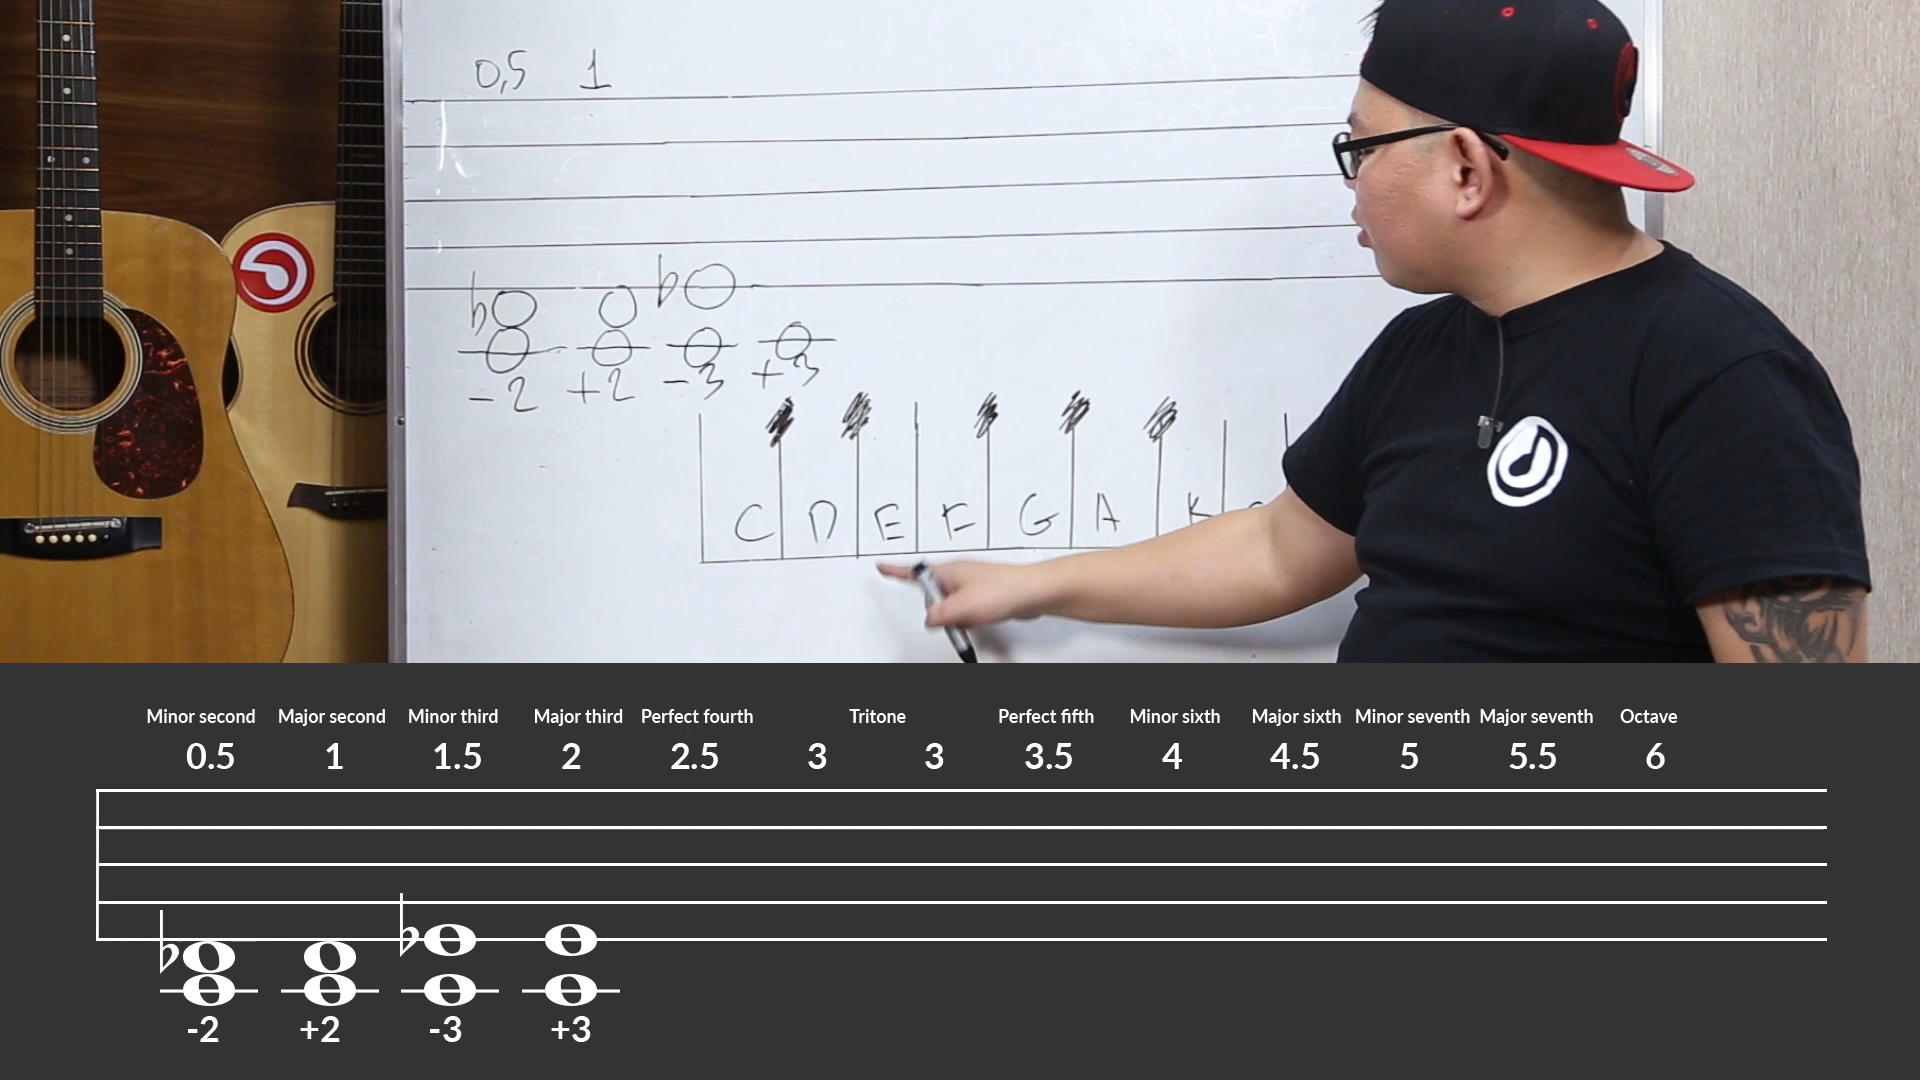 0,5 1
b b
-2 +2 -3 +3
C D E F G A
Minor second Major second Minor third Major third Perfect fourth Tritone Perfect fifth Minor sixth Major sixth Minor seventh Major seventh Octave
0.5 1 1.5 2 2.5 3 3 3.5 4 4.5 5 5.5 6
-2 +2 -3 +3